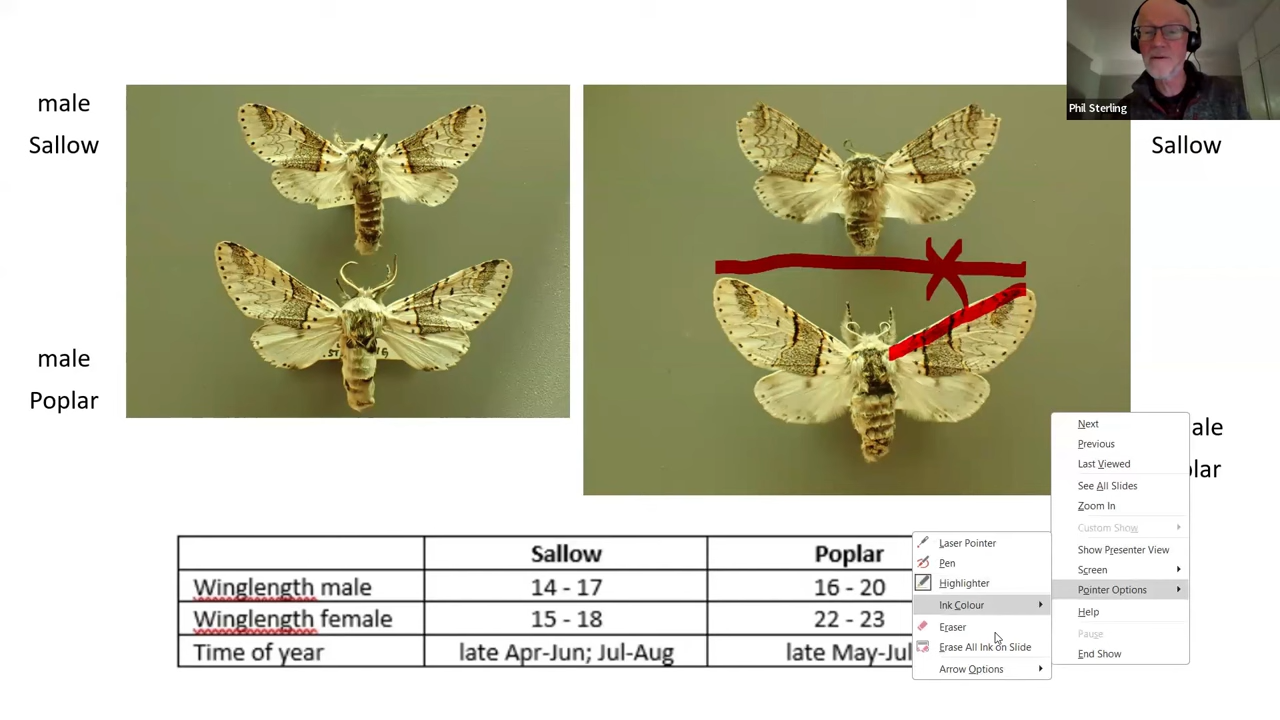 male
Sallow
Phil Sterling
Sallow
male
Poplar
ale
lar
Next
Previous
Last Viewed
See All Slides
Zoom In
Custom Show
Show Presenter View
Screen
Pointer Options
Help
Pause
End Show
Laser Pointer
Pen
Highlighter
Ink Colour
Eraser
Erase All Ink on Slide
Arrow Options
Sallow Poplar
Winglength male 14 - 17 16 - 20
Winglength female 15 - 18 22 - 23
Time of year late Apr-Jun; Jul-Aug late May-Jul